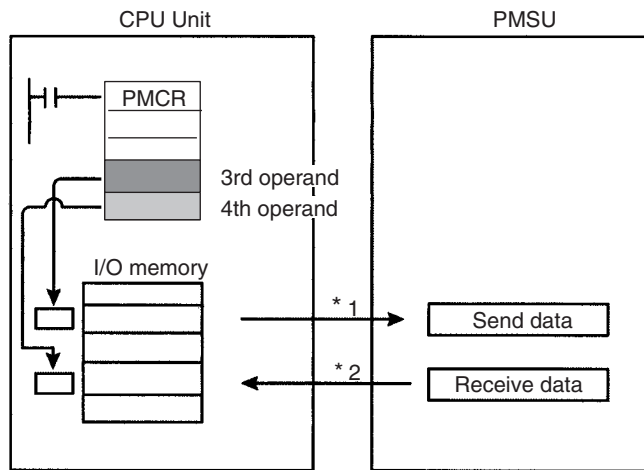 CPU Unit
PMSU
PMCR
3rd operand
4th operand
I/O memory
* 1
Send data
* 2
Receive data